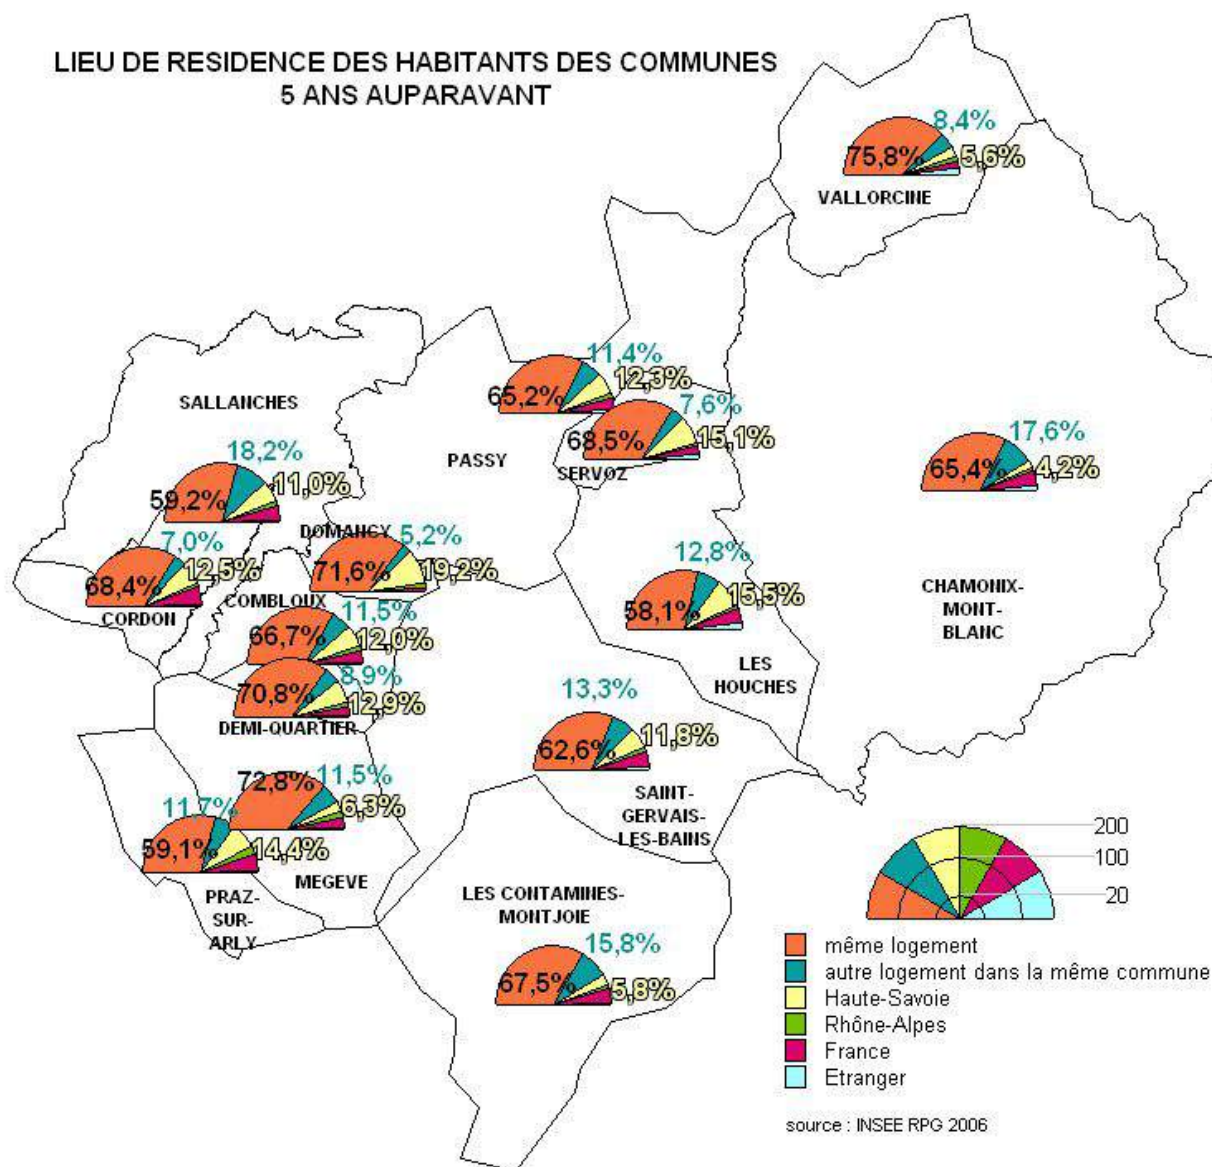 LIEU DE RESIDENCE DES HABITANTS DES COMMUNES
5 ANS AUPARAVANT
8,4%
75,8%
5,6%
VALLORCINE
11,4%
65,2%
12,3%
PASSY
7,6%
68,5%
15,1%
SERVOZ
SALLANCHES
18,2%
59,2%
11,0%
17,6%
65,4%
4,2%
CHAMONIX-
MONT-
BLANC
DOMANCY
5,2%
71,6%
19,2%
7,0%
68,4%
12,5%
CORDON
COMBLOUX
11,5%
66,7%
12,0%
12,8%
58,1%
15,5%
LES
HOUCHES
8,9%
70,8%
12,9%
DEMI-QUARTIER
13,3%
62,6%
11,8%
SAINT-
GERVAIS-
LES-BAINS
72,8%
11,5%
6,3%
MEGEVE
11,7%
59,1%
14,4%
PRAZ-
SUR-
ARLY
LES CONTAMINES-
MONTJOIE
15,8%
67,5%
5,8%
200
100
20
même logement
autre logement dans la même commune
Haute-Savoie
Rhône-Alpes
France
Etranger
source : INSEE RPG 2006